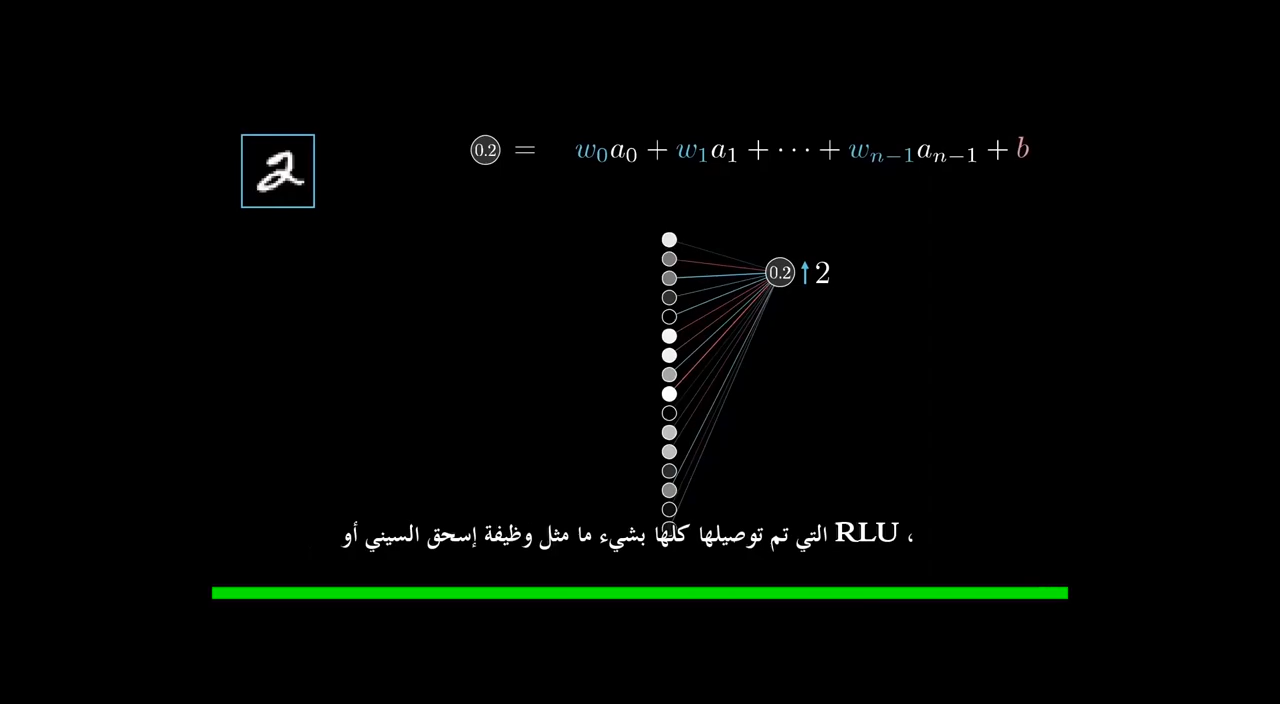 0.2 = w₀a₀ + w₁a₁ + ⋯ + wₙ₋₁aₙ₋₁ + b
0.2 ↑ 2
التي تم توصيلها كلها بشيء ما مثل وظيفة إسحق السيني أو RLU ،
2